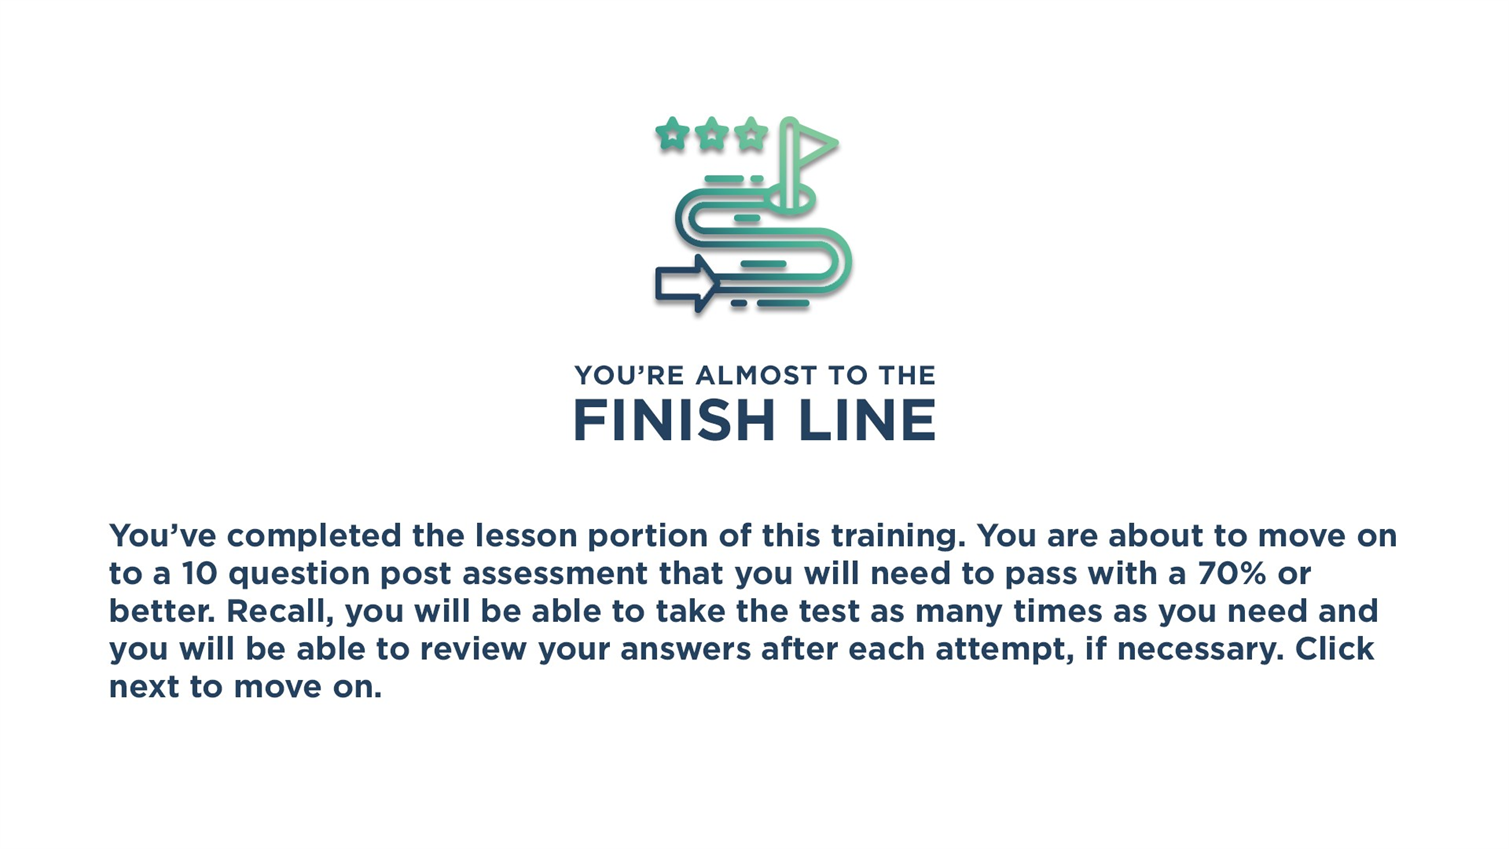 YOU’RE ALMOST TO THE
FINISH LINE
You’ve completed the lesson portion of this training. You are about to move on
to a 10 question post assessment that you will need to pass with a 70% or
better. Recall, you will be able to take the test as many times as you need and
you will be able to review your answers after each attempt, if necessary. Click
next to move on.